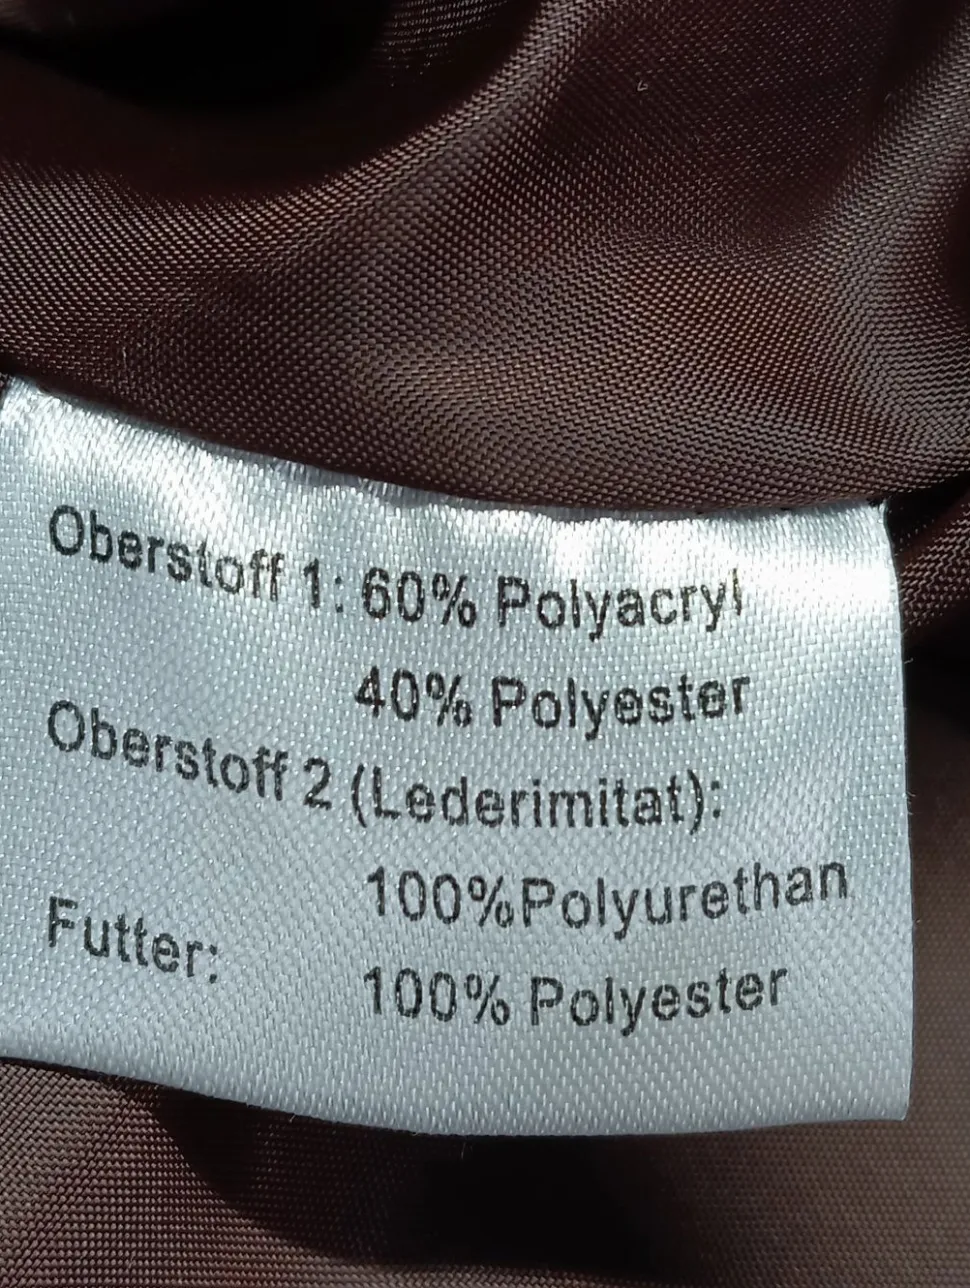 Oberstoff 1: 60% Polyacryl
40% Polyester
Oberstoff 2 (Lederimitat):
100%Polyurethan
Futter: 100% Polyester